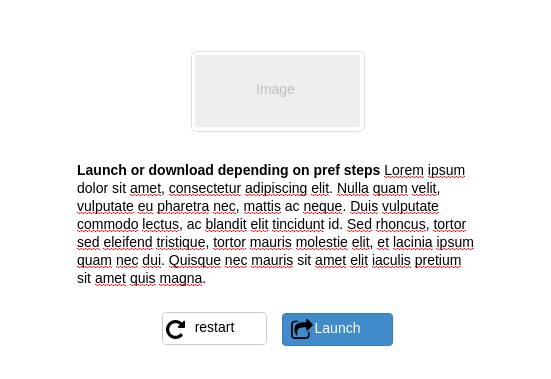 Image
Launch or download depending on pref steps Lorem ipsum
dolor sit amet, consectetur adipiscing elit. Nulla quam velit,
vulputate eu pharetra nec, mattis ac neque. Duis vulputate
commodo lectus, ac blandit elit tincidunt id. Sed rhoncus, tortor
sed eleifend tristique, tortor mauris molestie elit, et lacinia ipsum
quam nec dui. Quisque nec mauris sit amet elit iaculis pretium
sit amet quis magna.
restart Launch